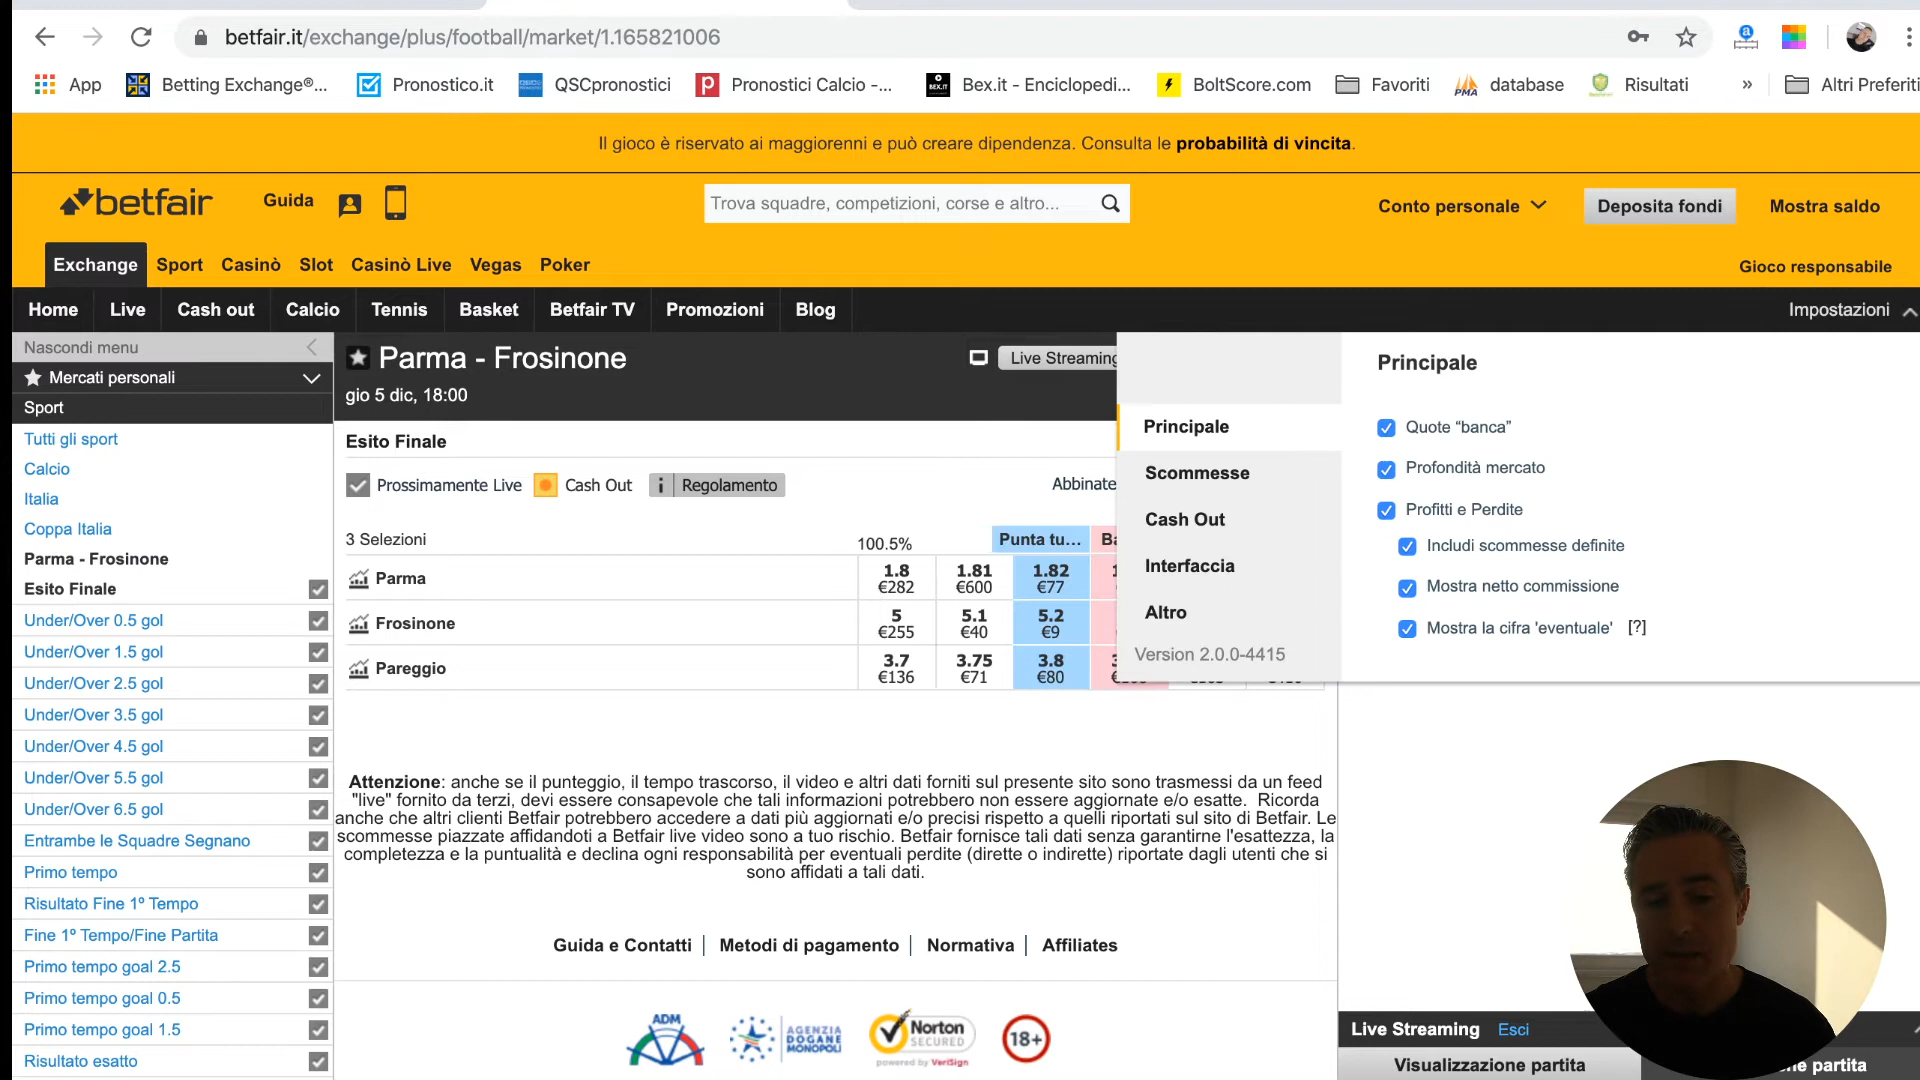 betfair.it/exchange/plus/football/market/1.165821006
App Betting Exchange®... Pronostico.it QSCpronostici Pronostici Calcio -... Bex.it - Enciclopedi... BoltScore.com Favoriti database Risultati » Altri Preferiti
Il gioco è riservato ai maggiorenni e può creare dipendenza. Consulta le probabilità di vincita.
betfair Guida Trova squadre, competizioni, corse e altro... Conto personale Deposita fondi Mostra saldo
Exchange Sport Casinò Slot Casinò Live Vegas Poker Gioco responsabile
Home Live Cash out Calcio Tennis Basket Betfair TV Promozioni Blog Impostazioni
Nascondi menu
Mercati personali
Sport
Tutti gli sport
Calcio
Italia
Coppa Italia
Parma - Frosinone
Esito Finale
Under/Over 0.5 gol
Under/Over 1.5 gol
Under/Over 2.5 gol
Under/Over 3.5 gol
Under/Over 4.5 gol
Under/Over 5.5 gol
Under/Over 6.5 gol
Entrambe le Squadre Segnano
Primo tempo
Risultato Fine 1º Tempo
Fine 1º Tempo/Fine Partita
Primo tempo goal 2.5
Primo tempo goal 0.5
Primo tempo goal 1.5
Risultato esatto
Parma - Frosinone Live Streaming
gio 5 dic, 18:00
Esito Finale
Prossimamente Live Cash Out i Regolamento Abbinate
3 Selezioni 100.5% Punta tu... Ba
Parma 1.8 1.81 1.82
€282 €600 €77
Frosinone 5 5.1 5.2
€255 €40 €9
Pareggio 3.7 3.75 3.8
€136 €71 €80
Principale
Scommesse
Cash Out
Interfaccia
Altro
Version 2.0.0-4415
Principale
Quote “banca”
Profondità mercato
Profitti e Perdite
Includi scommesse definite
Mostra netto commissione
Mostra la cifra 'eventuale' [?]
Attenzione: anche se il punteggio, il tempo trascorso, il video e altri dati forniti sul presente sito sono trasmessi da un feed
"live" fornito da terzi, devi essere consapevole che tali informazioni potrebbero non essere aggiornate e/o esatte. Ricorda
anche che altri clienti Betfair potrebbero accedere a dati più aggiornati e/o precisi rispetto a quelli riportati sul sito di Betfair. Le
scommesse piazzate affidandoti a Betfair live video sono a tuo rischio. Betfair fornisce tali dati senza garantirne l'esattezza, la
completezza e la puntualità e declina ogni responsabilità per eventuali perdite (dirette o indirette) riportate dagli utenti che si
sono affidati a tali dati.
Guida e Contatti Metodi di pagamento Normativa Affiliates
ADM
AGENZIA
DOGANE
MONOPOLI
Norton
SECURED
powered by VeriSign
18+
Live Streaming Esci
Visualizzazione partita ne partita